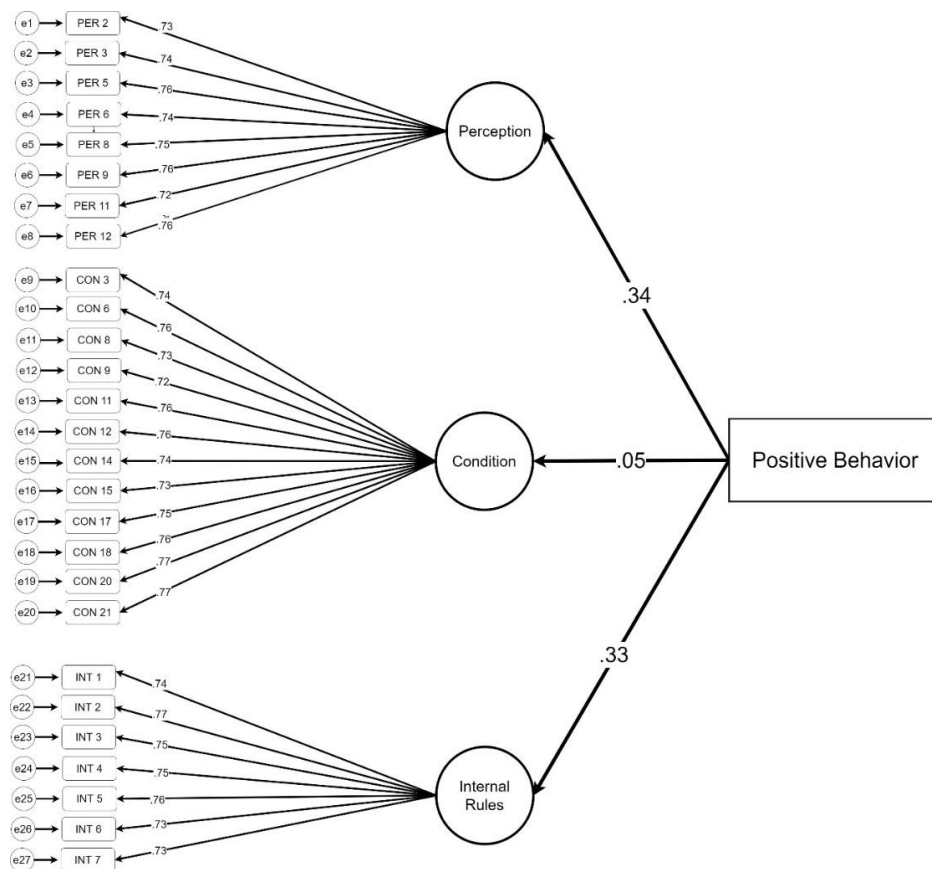 e1 PER 2 .73
e2 PER 3 .74
e3 PER 5 .76
e4 PER 6 .74
e5 PER 8 .75
e6 PER 9 .76
e7 PER 11 .72
e8 PER 12 .76
Perception
.34
e9 CON 3 .74
e10 CON 6 .76
e11 CON 8 .73
e12 CON 9 .72
e13 CON 11 .76
e14 CON 12 .76
e15 CON 14 .74
e16 CON 15 .73
e17 CON 17 .75
e18 CON 18 .76
e19 CON 20 .77
e20 CON 21 .77
Condition
.05
Positive Behavior
.33
e21 INT 1 .74
e22 INT 2 .77
e23 INT 3 .75
e24 INT 4 .75
e25 INT 5 .76
e26 INT 6 .73
e27 INT 7 .73
Internal
Rules